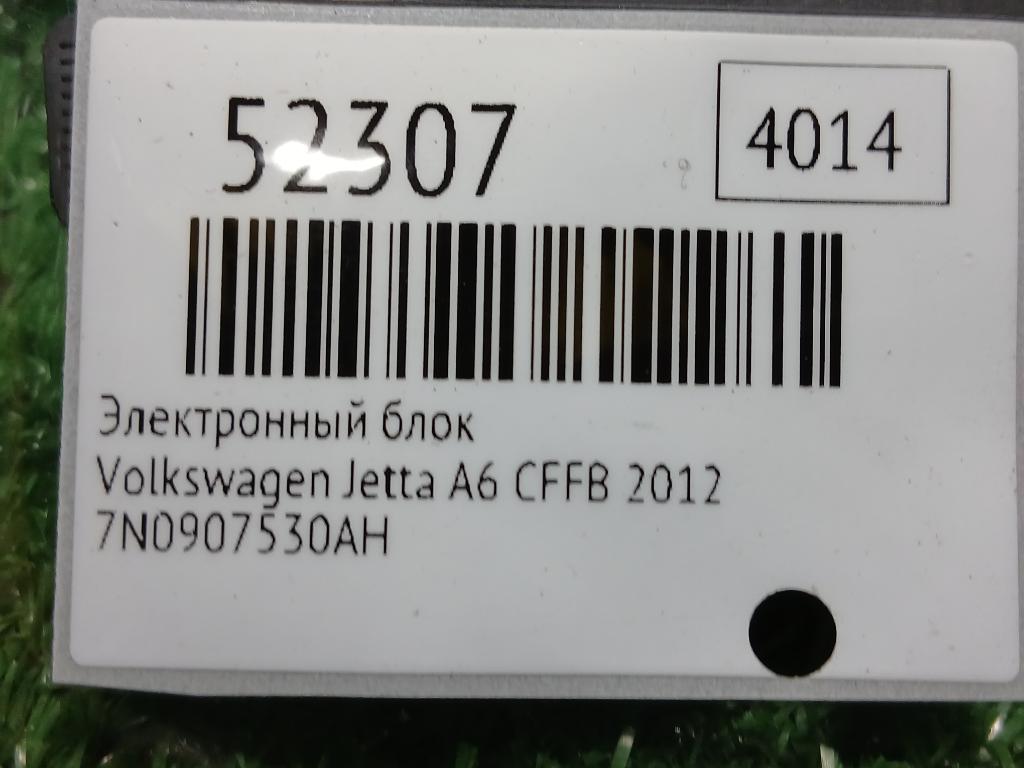 52307
4014
Электронный блок
Volkswagen Jetta A6 CFFB 2012
7N0907530AH